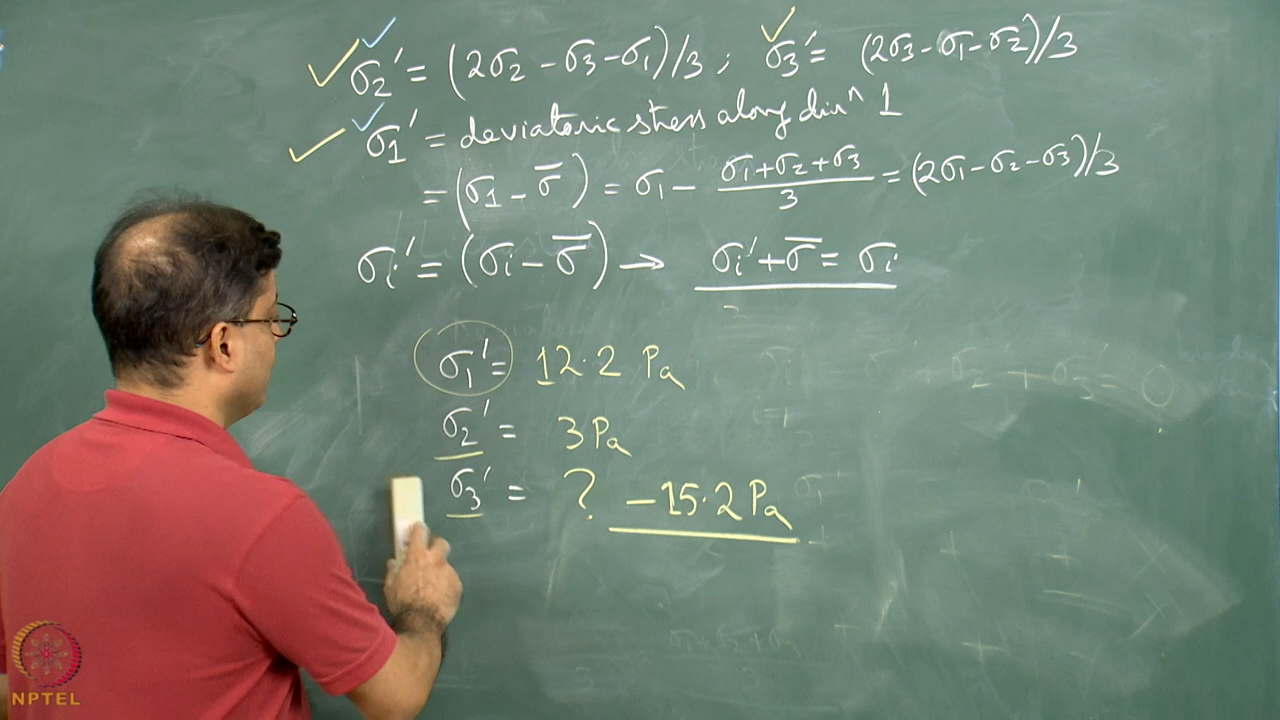 σ₂' = (2σ₂ - σ₃ - σ₁)/3 ; σ₃' = (2σ₃ - σ₁ - σ₂)/3
σ₁' = deviatoric stress along dirⁿ 1
= (σ1 - σ̅) = σ₁ - (σ₁+σ₂+σ₃)/3 = (2σ₁ - σ₂ - σ₃)/3
σᵢ' = (σᵢ - σ̅) → σᵢ' + σ̅ = σᵢ
σ₁' = 12.2 Pa
σ₂' = 3 Pa
σ₃' = ? -15.2 Pa
NPTEL